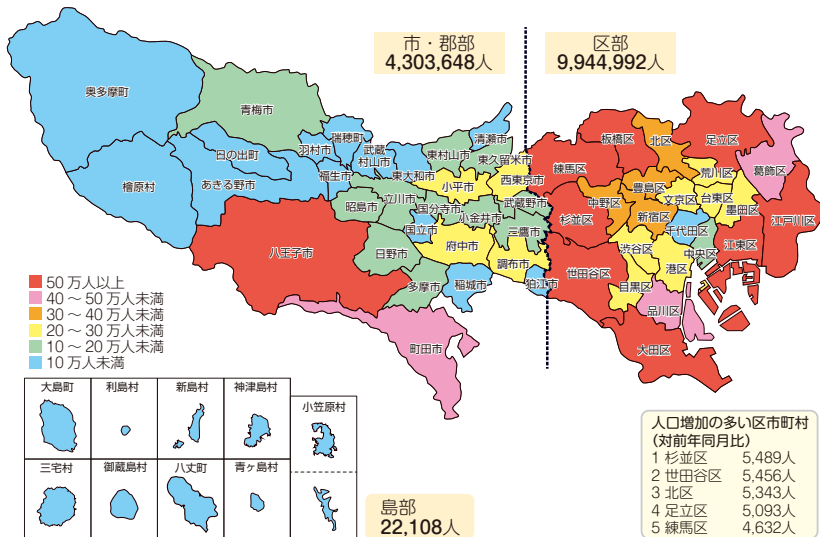 市・郡部
4,303,648人
区部
9,944,992人
奥多摩町
青梅市
瑞穂町
清瀬市
羽村市
武蔵
村山市
日の出町
東大和市
東村山市
東久留米市
檜原村
あきる野市
福生市
小平市
西東京市
昭島市
立川市
国分寺市
小金井市
武蔵野市
八王子市
国立市
三鷹市
日野市
府中市
調布市
多摩市
稲城市
狛江市
町田市
板橋区
北区
足立区
練馬区
荒川区
葛飾区
豊島区
中野区
文京区
台東区
墨田区
杉並区
新宿区
千代田区
江戸川区
渋谷区
中央区
江東区
世田谷区
港区
目黒区
品川区
大田区
50万人以上
40～50万人未満
30～40万人未満
20～30万人未満
10～20万人未満
10万人未満
大島町
利島村
新島村
神津島村
小笠原村
三宅村
御蔵島村
八丈町
青ヶ島村
島部
22,108人
人口増加の多い区市町村
(対前年同月比)
1 杉並区 5,489人
2 世田谷区 5,456人
3 北区 5,343人
4 足立区 5,093人
5 練馬区 4,632人